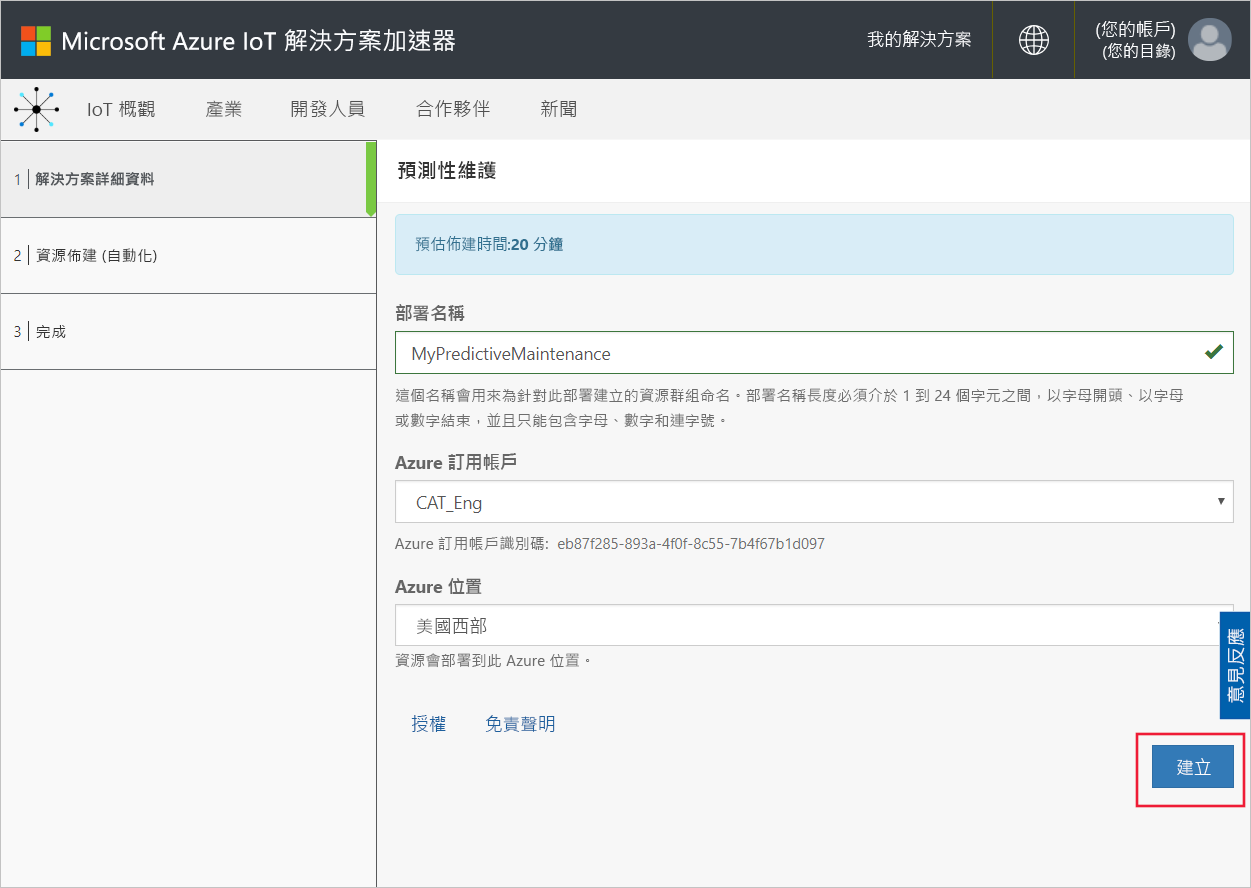 Microsoft Azure IoT 解決方案加速器
我的解決方案
(您的帳戶)
(您的目錄)
IoT 概觀
產業
開發人員
合作夥伴
新聞
1 解決方案詳細資料
2 資源佈建 (自動化)
3 完成
預測性維護
預估佈建時間:20 分鐘
部署名稱
MyPredictiveMaintenance
這個名稱會用來為針對此部署建立的資源群組命名。部署名稱長度必須介於 1 到 24 個字元之間，以字母開頭、以字母
或數字結束，並且只能包含字母、數字和連字號。
Azure 訂用帳戶
CAT_Eng
Azure 訂用帳戶識別碼: eb87f285-893a-4f0f-8c55-7b4f67b1d097
Azure 位置
美國西部
資源會部署到此 Azure 位置。
意見反應
授權
免責聲明
建立